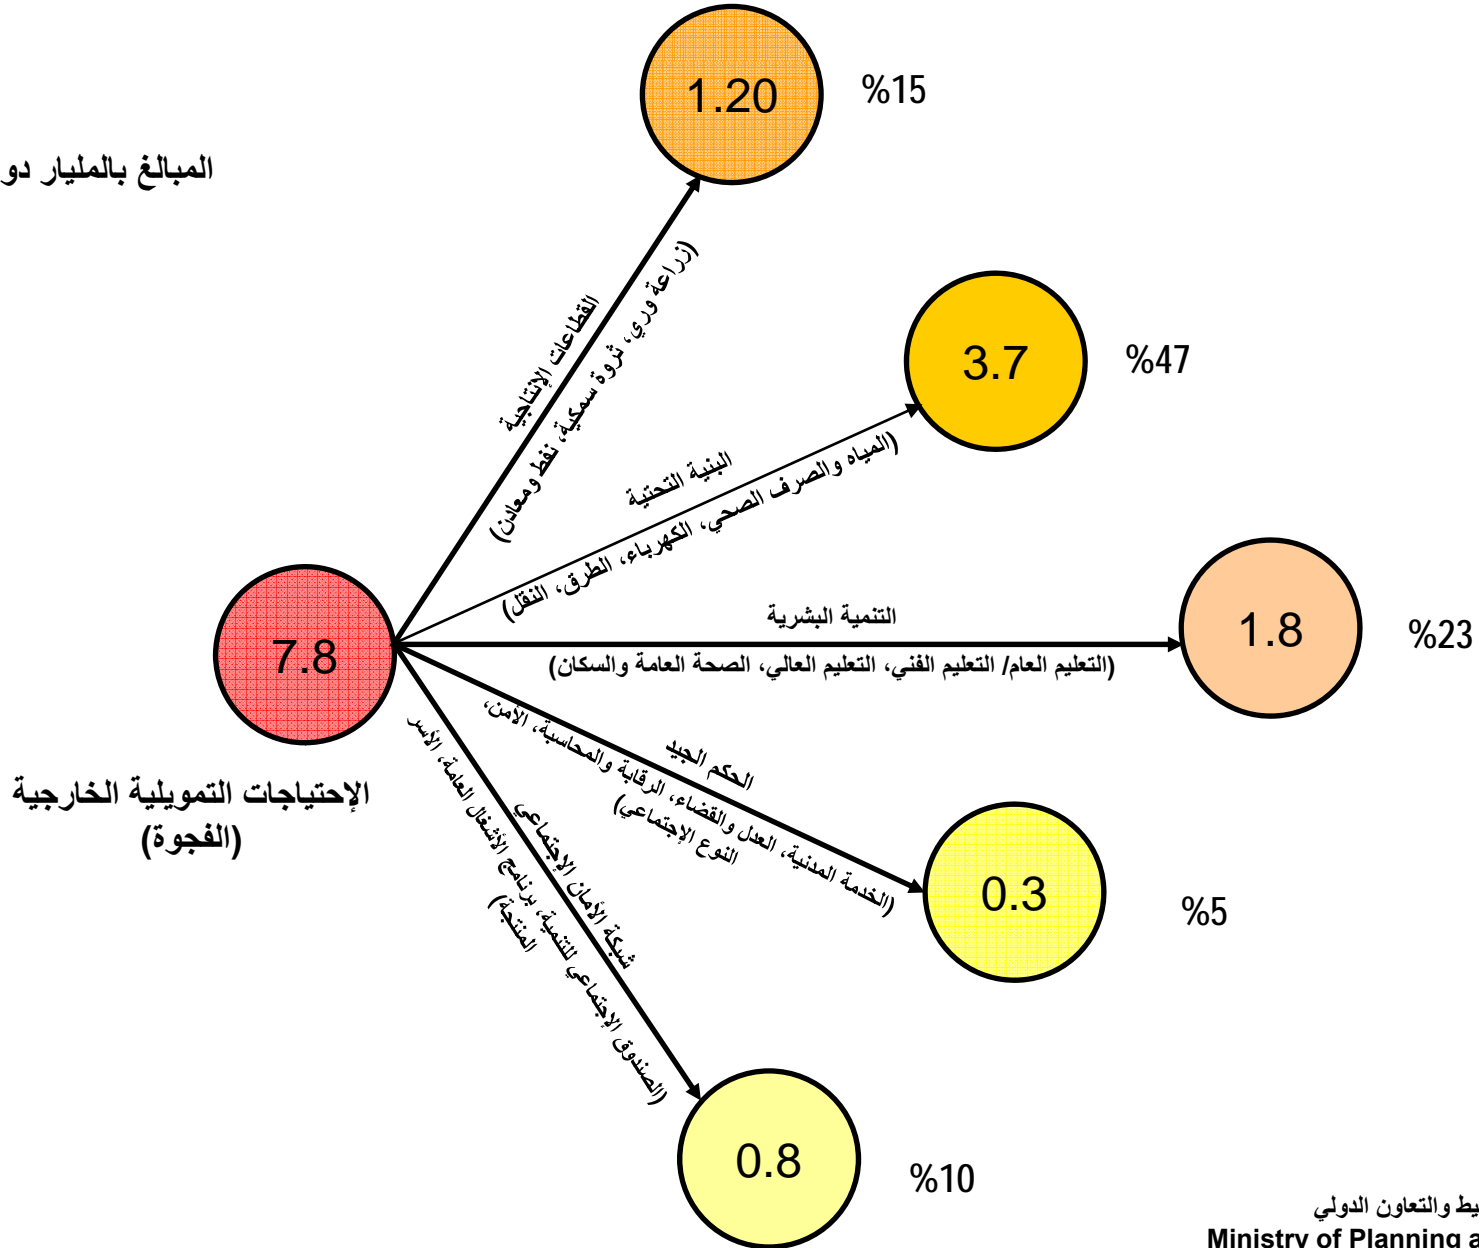 1.20
%15
المبالغ بالمليار دو
القطاعات الإنتاجية
(زراعة وري، ثروة سمكية، نفط ومعادن)
3.7
%47
البنية التحتية
(المياه والصرف الصحي، الكهرباء، الطرق، النقل)
7.8
الإحتياجات التمويلية الخارجية
(الفجوة)
التنمية البشرية
(التعليم العام/ التعليم الفني، التعليم العالي، الصحة العامة والسكان)
1.8
%23
الحكم الجيد
(الخدمة المدنية، العدل والقضاء، الرقابة والمحاسبة، الأمن،
النوع الإجتماعي)
0.3
%5
شبكة الأمان الإجتماعي
(الصندوق الإجتماعي للتنمية، برنامج الأشغال العامة، الأسر
المنتجة)
0.8
%10
يط والتعاون الدولي
Ministry of Planning a